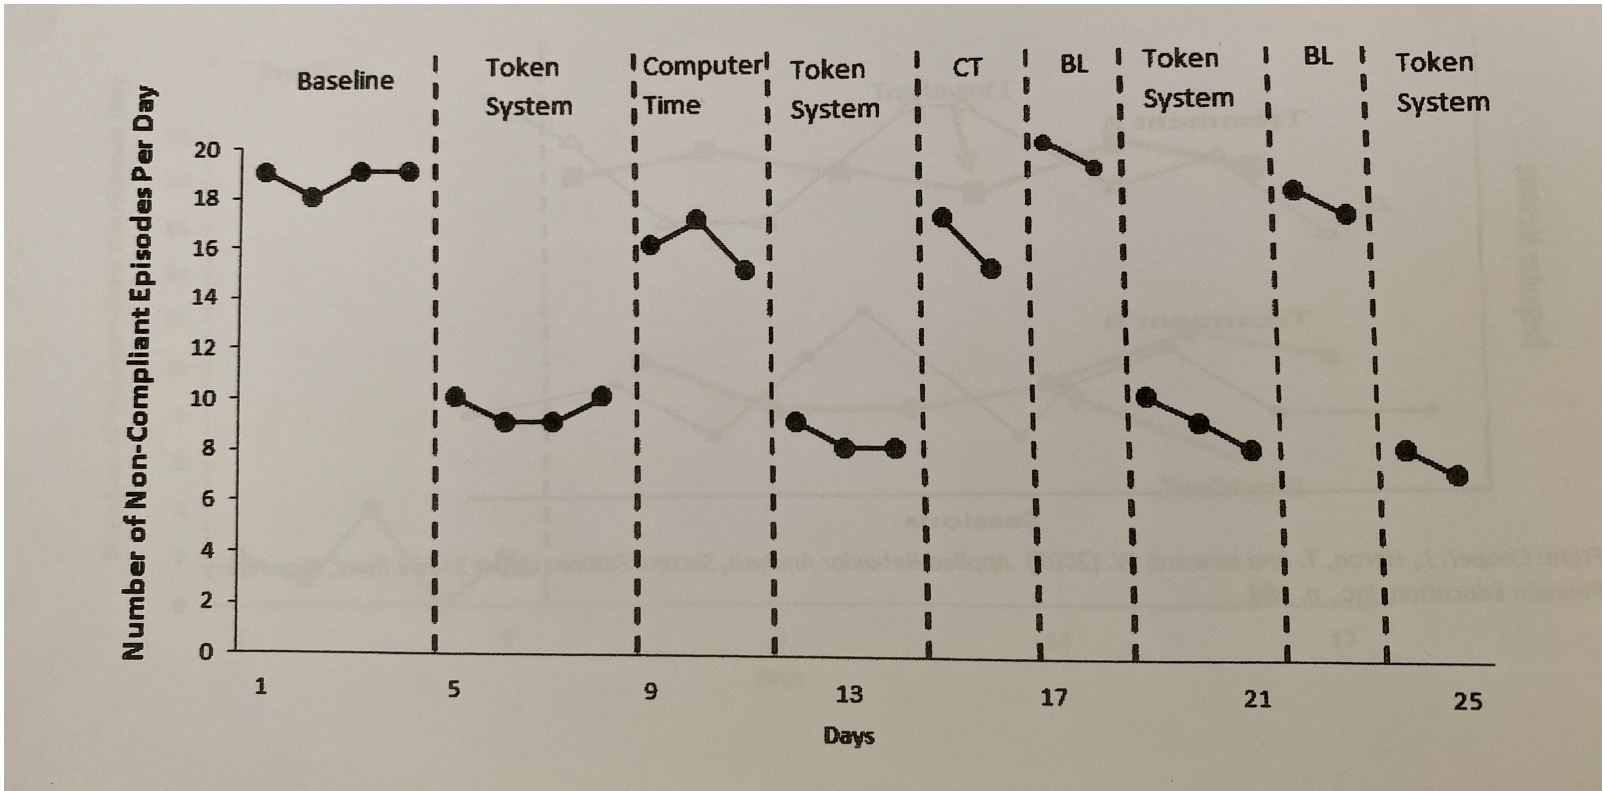 Baseline
Token
System
Computer
Time
Token
System
CT
BL
Token
System
BL
Token
System
Number of Non-Compliant Episodes Per Day
20
18
16
14
12
10
8
6
4
2
0
1
5
9
13
17
21
25
Days